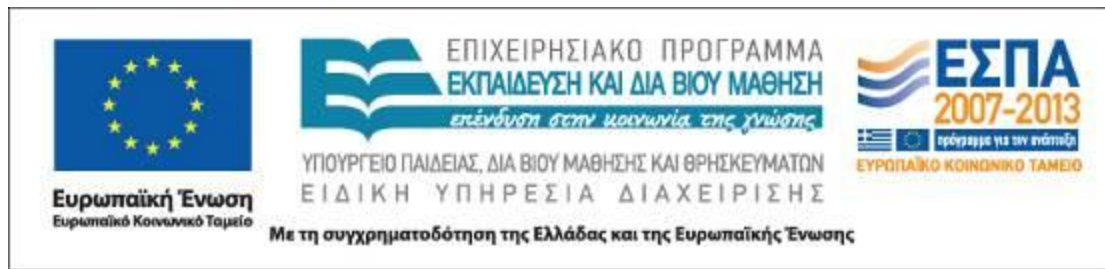 Ευρωπαϊκή Ένωση
Ευρωπαϊκό Κοινωνικό Ταμείο
ΕΠΙΧΕΙΡΗΣΙΑΚΟ ΠΡΟΓΡΑΜΜΑ
ΕΚΠΑΙΔΕΥΣΗ ΚΑΙ ΔΙΑ ΒΙΟΥ ΜΑΘΗΣΗ
επένδυση στην κοινωνία της γνώσης
ΥΠΟΥΡΓΕΙΟ ΠΑΙΔΕΙΑΣ, ΔΙΑ ΒΙΟΥ ΜΑΘΗΣΗΣ ΚΑΙ ΘΡΗΣΚΕΥΜΑΤΩΝ
ΕΙΔΙΚΗ ΥΠΗΡΕΣΙΑ ΔΙΑΧΕΙΡΙΣΗΣ
Με τη συγχρηματοδότηση της Ελλάδας και της Ευρωπαϊκής Ένωσης
ΕΣΠΑ
2007-2013
πρόγραμμα για την ανάπτυξη
ΕΥΡΩΠΑΪΚΟ ΚΟΙΝΩΝΙΚΟ ΤΑΜΕΙΟ